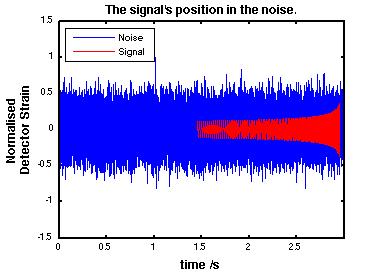 The signal's position in the noise.
1.5
Noise
Signal
1
0.5
0
-0.5
-1
-1.5
Normalised
Detector Strain
0 0.5 1 1.5 2 2.5
time /s